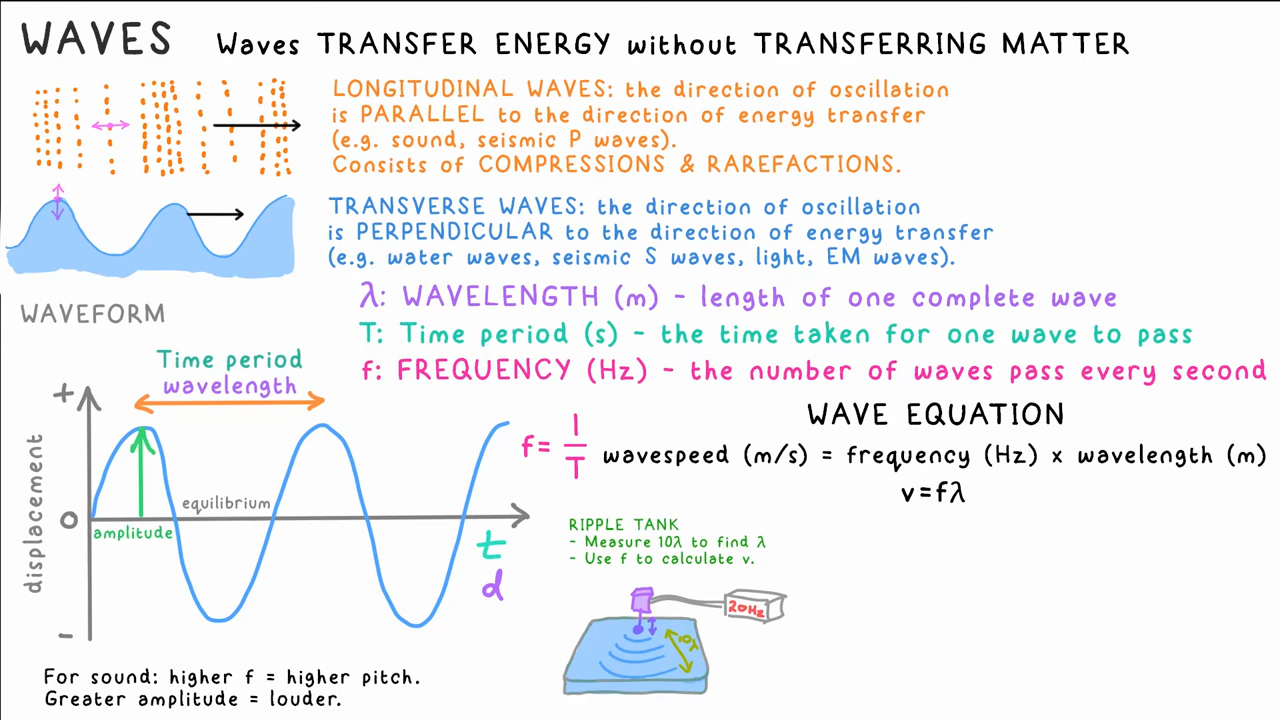 WAVES
Waves TRANSFER ENERGY without TRANSFERRING MATTER
LONGITUDINAL WAVES: the direction of oscillation
is PARALLEL to the direction of energy transfer
(e.g. sound, seismic P waves).
Consists of COMPRESSIONS & RAREFACTIONS.
TRANSVERSE WAVES: the direction of oscillation
is PERPENDICULAR to the direction of energy transfer
(e.g. water waves, seismic S waves, light, EM waves).
λ: WAVELENGTH (m) - length of one complete wave
T: Time period (s) - the time taken for one wave to pass
f: FREQUENCY (Hz) - the number of waves pass every second
WAVEFORM
Time period
wavelength
+
displacement
0
-
equilibrium
amplitude
t
d
f= 1/T
WAVE EQUATION
wavespeed (m/s) = frequency (Hz) x wavelength (m)
v=fλ
RIPPLE TANK
- Measure 10λ to find λ
- Use f to calculate v.
20Hz
10λ
For sound: higher f = higher pitch.
Greater amplitude = louder.